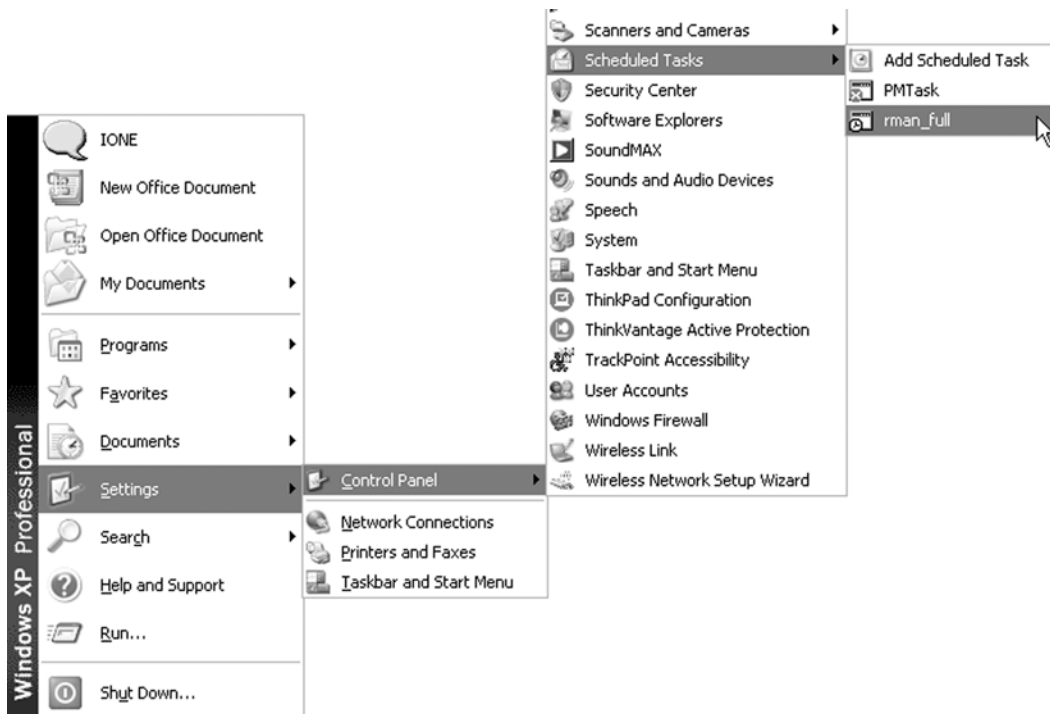 Scanners and Cameras
Scheduled Tasks
Security Center
Software Explorers
SoundMAX
Sounds and Audio Devices
Speech
System
Taskbar and Start Menu
ThinkPad Configuration
ThinkVantage Active Protection
TrackPoint Accessibility
User Accounts
Windows Firewall
Wireless Link
Wireless Network Setup Wizard
Add Scheduled Task
PMTask
rman_full
IONE
New Office Document
Open Office Document
My Documents
Programs
Favorites
Documents
Settings
Search
Help and Support
Run...
Shut Down...
Windows XP Professional
Control Panel
Network Connections
Printers and Faxes
Taskbar and Start Menu